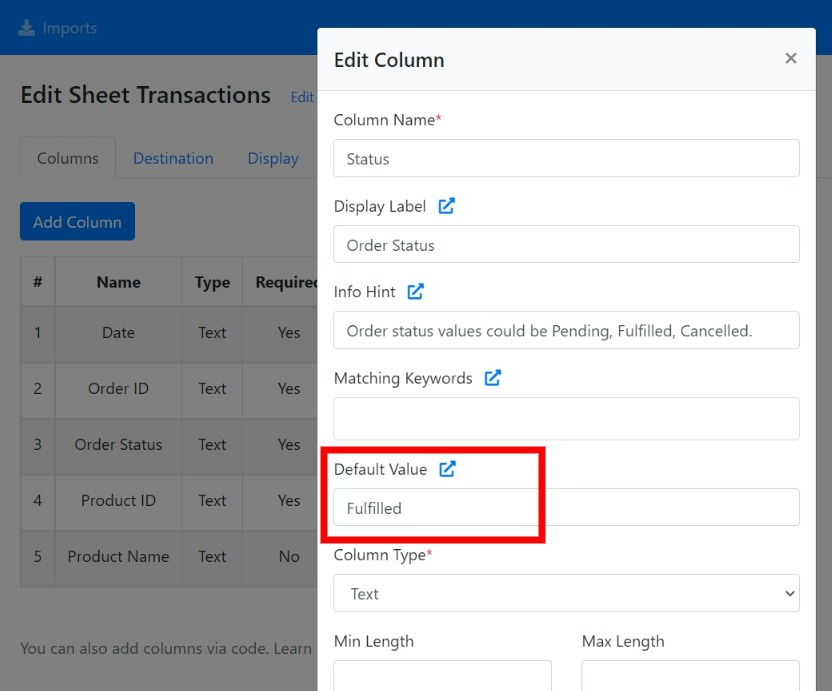 Imports
Edit Sheet Transactions Edit
Columns Destination Display
Add Column
# Name Type Required
1 Date Text Yes
2 Order ID Text Yes
3 Order Status Text Yes
4 Product ID Text Yes
5 Product Name Text No
You can also add columns via code. Learn
Edit Column ×
Column Name*
Status
Display Label
Order Status
Info Hint
Order status values could be Pending, Fulfilled, Cancelled.
Matching Keywords
Default Value
Fulfilled
Column Type*
Text
Min Length Max Length